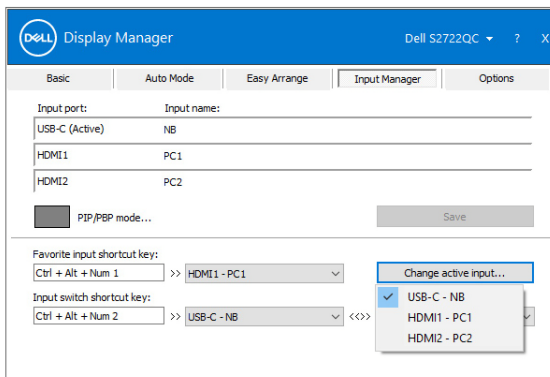 DELL Display Manager Dell S2722QC ? X
Basic Auto Mode Easy Arrange Input Manager Options
Input port: Input name:
USB-C (Active) NB
HDMI1 PC1
HDMI2 PC2
PIP/PBP mode... Save
Favorite input shortcut key:
Ctrl + Alt + Num 1 >> HDMI1 - PC1 Change active input...
Input switch shortcut key:
Ctrl + Alt + Num 2 >> USB-C - NB <<>>
USB-C - NB
HDMI1 - PC1
HDMI2 - PC2